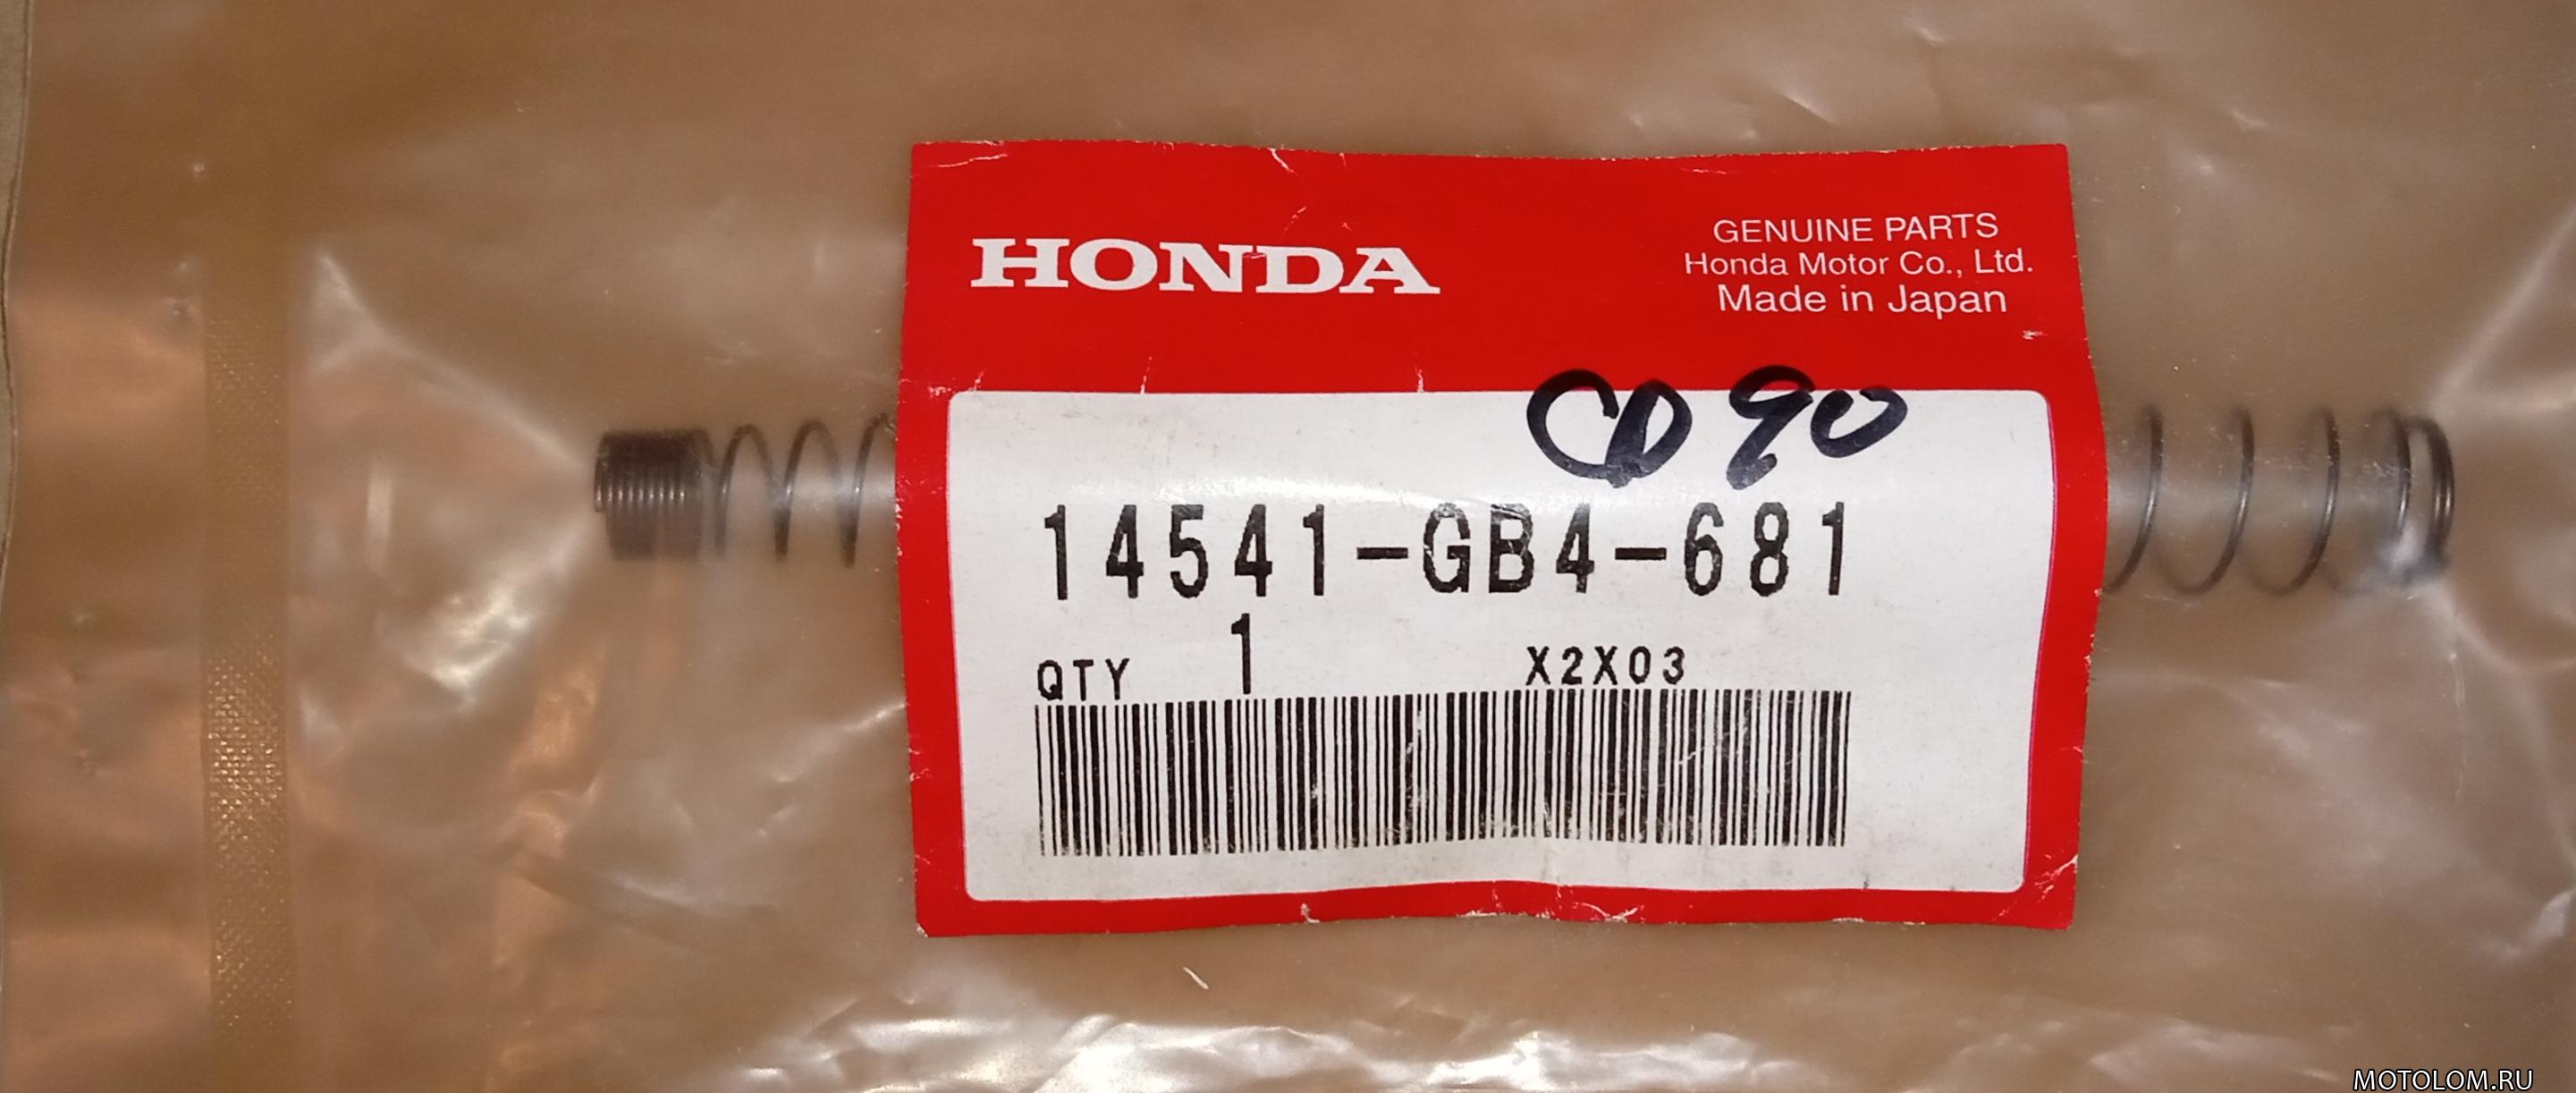 HONDA
GENUINE PARTS
Honda Motor Co., Ltd.
Made in Japan
CD 90
14541-GB4-681
QTY 1 X2X03
MOTOLOM.RU